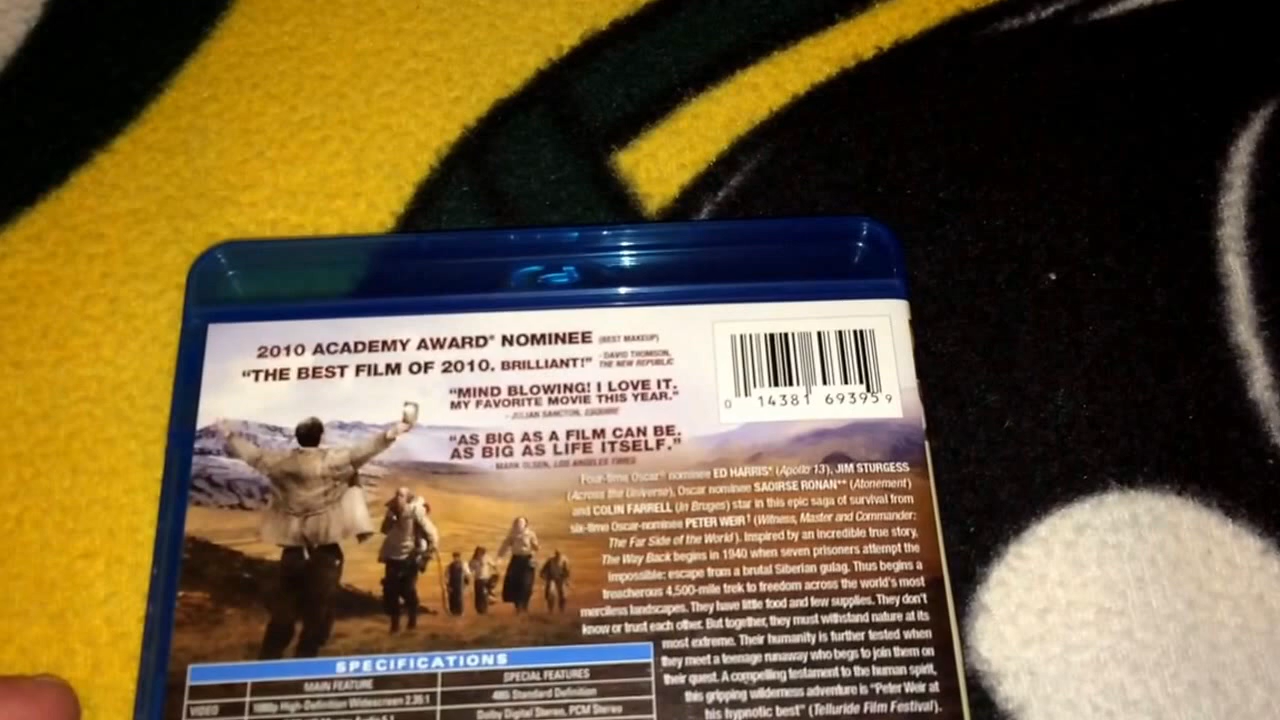 2010 ACADEMY AWARD® NOMINEE (BEST MAKEUP)
"THE BEST FILM OF 2010. BRILLIANT!" - DAVID THOMSON, THE NEW REPUBLIC
"MIND BLOWING! I LOVE IT.
MY FAVORITE MOVIE THIS YEAR."
- JULIAN SANCTON, ESQUIRE
"AS BIG AS A FILM CAN BE.
AS BIG AS LIFE ITSELF."
- MARK OLSEN, LOS ANGELES TIMES
0 14381 69395 9
Four-time Oscar® nominee ED HARRIS* (Apollo 13), JIM STURGESS
(Across the Universe), Oscar nominee SAOIRSE RONAN** (Atonement)
and COLIN FARRELL (In Bruges) star in this epic saga of survival from
six-time Oscar-nominee PETER WEIR† (Witness, Master and Commander:
The Far Side of the World). Inspired by an incredible true story,
The Way Back begins in 1940 when seven prisoners attempt the
impossible: escape from a brutal Siberian gulag. Thus begins a
treacherous 4,500-mile trek to freedom across the world's most
merciless landscapes. They have little food and few supplies. They don't
know or trust each other. But together, they must withstand nature at its
most extreme. Their humanity is further tested when
they meet a teenage runaway who begs to join them on
their quest. A compelling testament to the human spirit,
this gripping wilderness adventure is "Peter Weir at
his hypnotic best" (Telluride Film Festival).
SPECIFICATIONS
MAIN FEATURE
SPECIAL FEATURES
VIDEO
1080p High-Definition Widescreen 2.35:1
480i Standard Definition
Dolby Digital Stereo, PCM Stereo